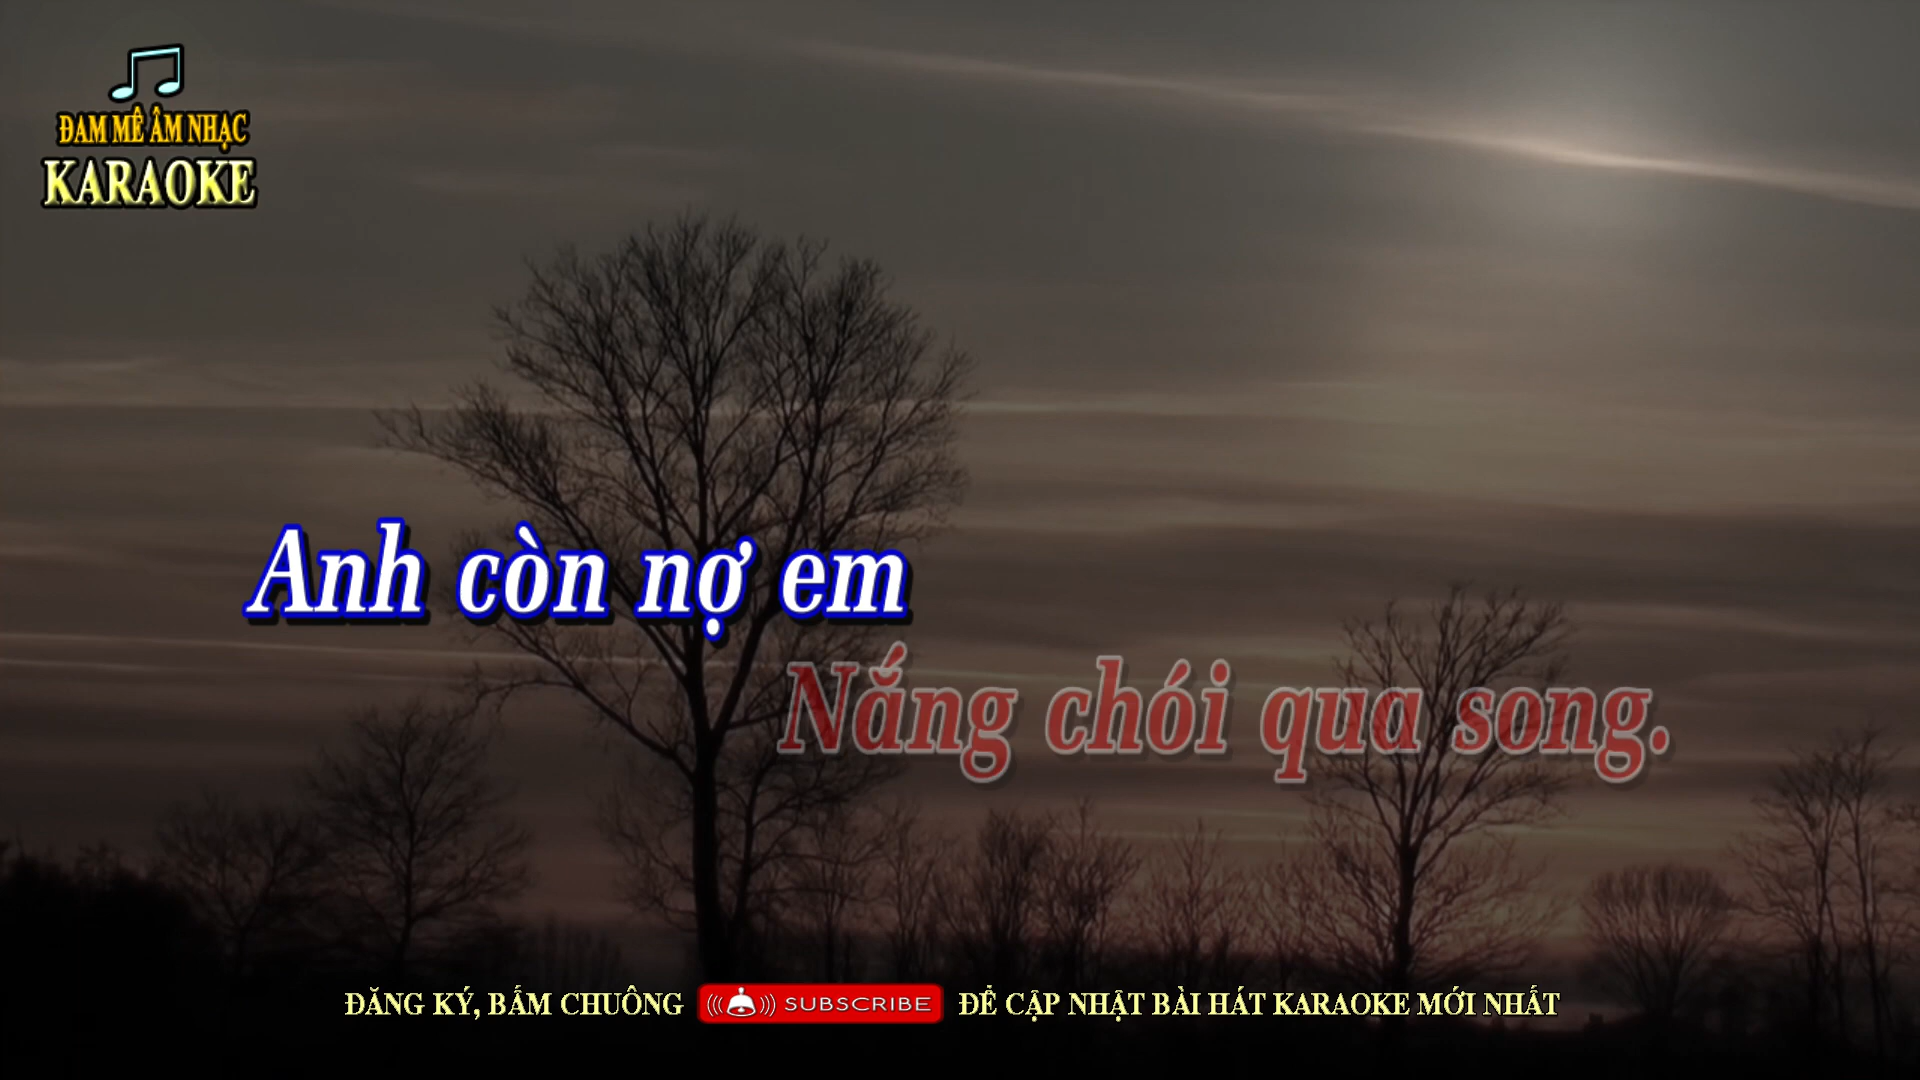 ĐAM MÊ ÂM NHẠC
KARAOKE
Anh còn nợ em
Nắng chói qua song.
ĐĂNG KÝ, BẤM CHUÔNG SUBSCRIBE ĐỂ CẬP NHẬT BÀI HÁT KARAOKE MỚI NHẤT